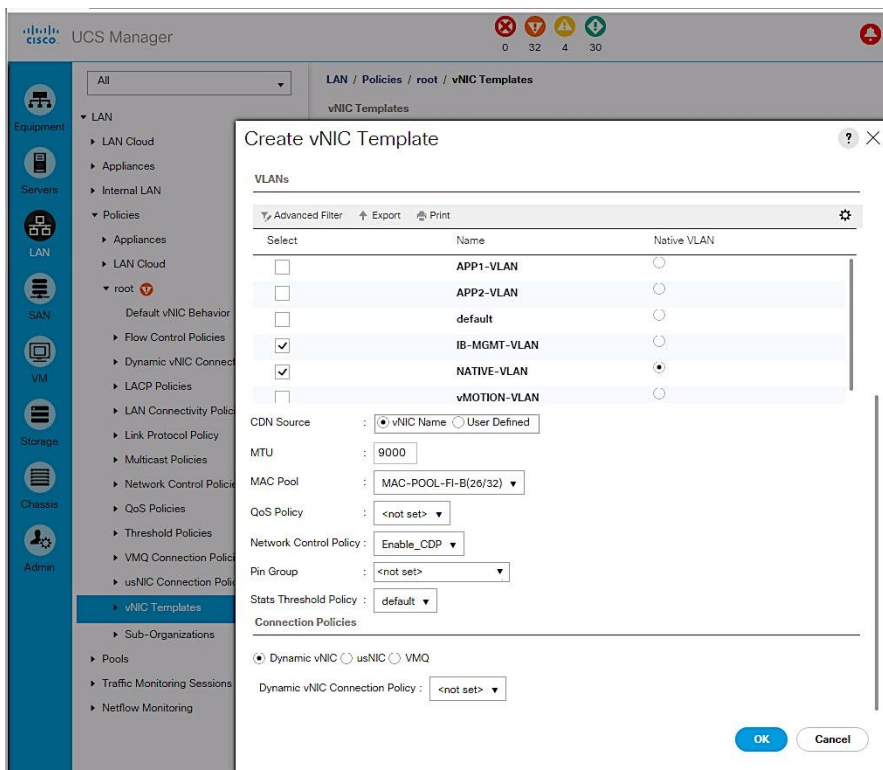 cisco. UCS Manager
0 32 4 30
Equipment
Servers
LAN
SAN
VM
Storage
Chassis
Admin
All
LAN
LAN Cloud
Appliances
Internal LAN
Policies
Appliances
LAN Cloud
root
Default vNIC Behavior
Flow Control Policies
Dynamic vNIC Connect
LACP Policies
LAN Connectivity Polic
Link Protocol Policy
Multicast Policies
Network Control Policie
QoS Policies
Threshold Policies
VMQ Connection Polici
usNIC Connection Polic
vNIC Templates
Sub-Organizations
Pools
Traffic Monitoring Sessions
Netflow Monitoring
LAN / Policies / root / vNIC Templates
vNIC Templates
Create vNIC Template ?
VLANs
Advanced Filter Export Print
Select Name Native VLAN
APP1-VLAN
APP2-VLAN
default
IB-MGMT-VLAN
NATIVE-VLAN
vMOTION-VLAN
CDN Source : vNIC Name User Defined
MTU : 9000
MAC Pool : MAC-POOL-FI-B(26/32)
QoS Policy : <not set>
Network Control Policy : Enable_CDP
Pin Group : <not set>
Stats Threshold Policy : default
Connection Policies
Dynamic vNIC usNIC VMQ
Dynamic vNIC Connection Policy : <not set>
OK Cancel